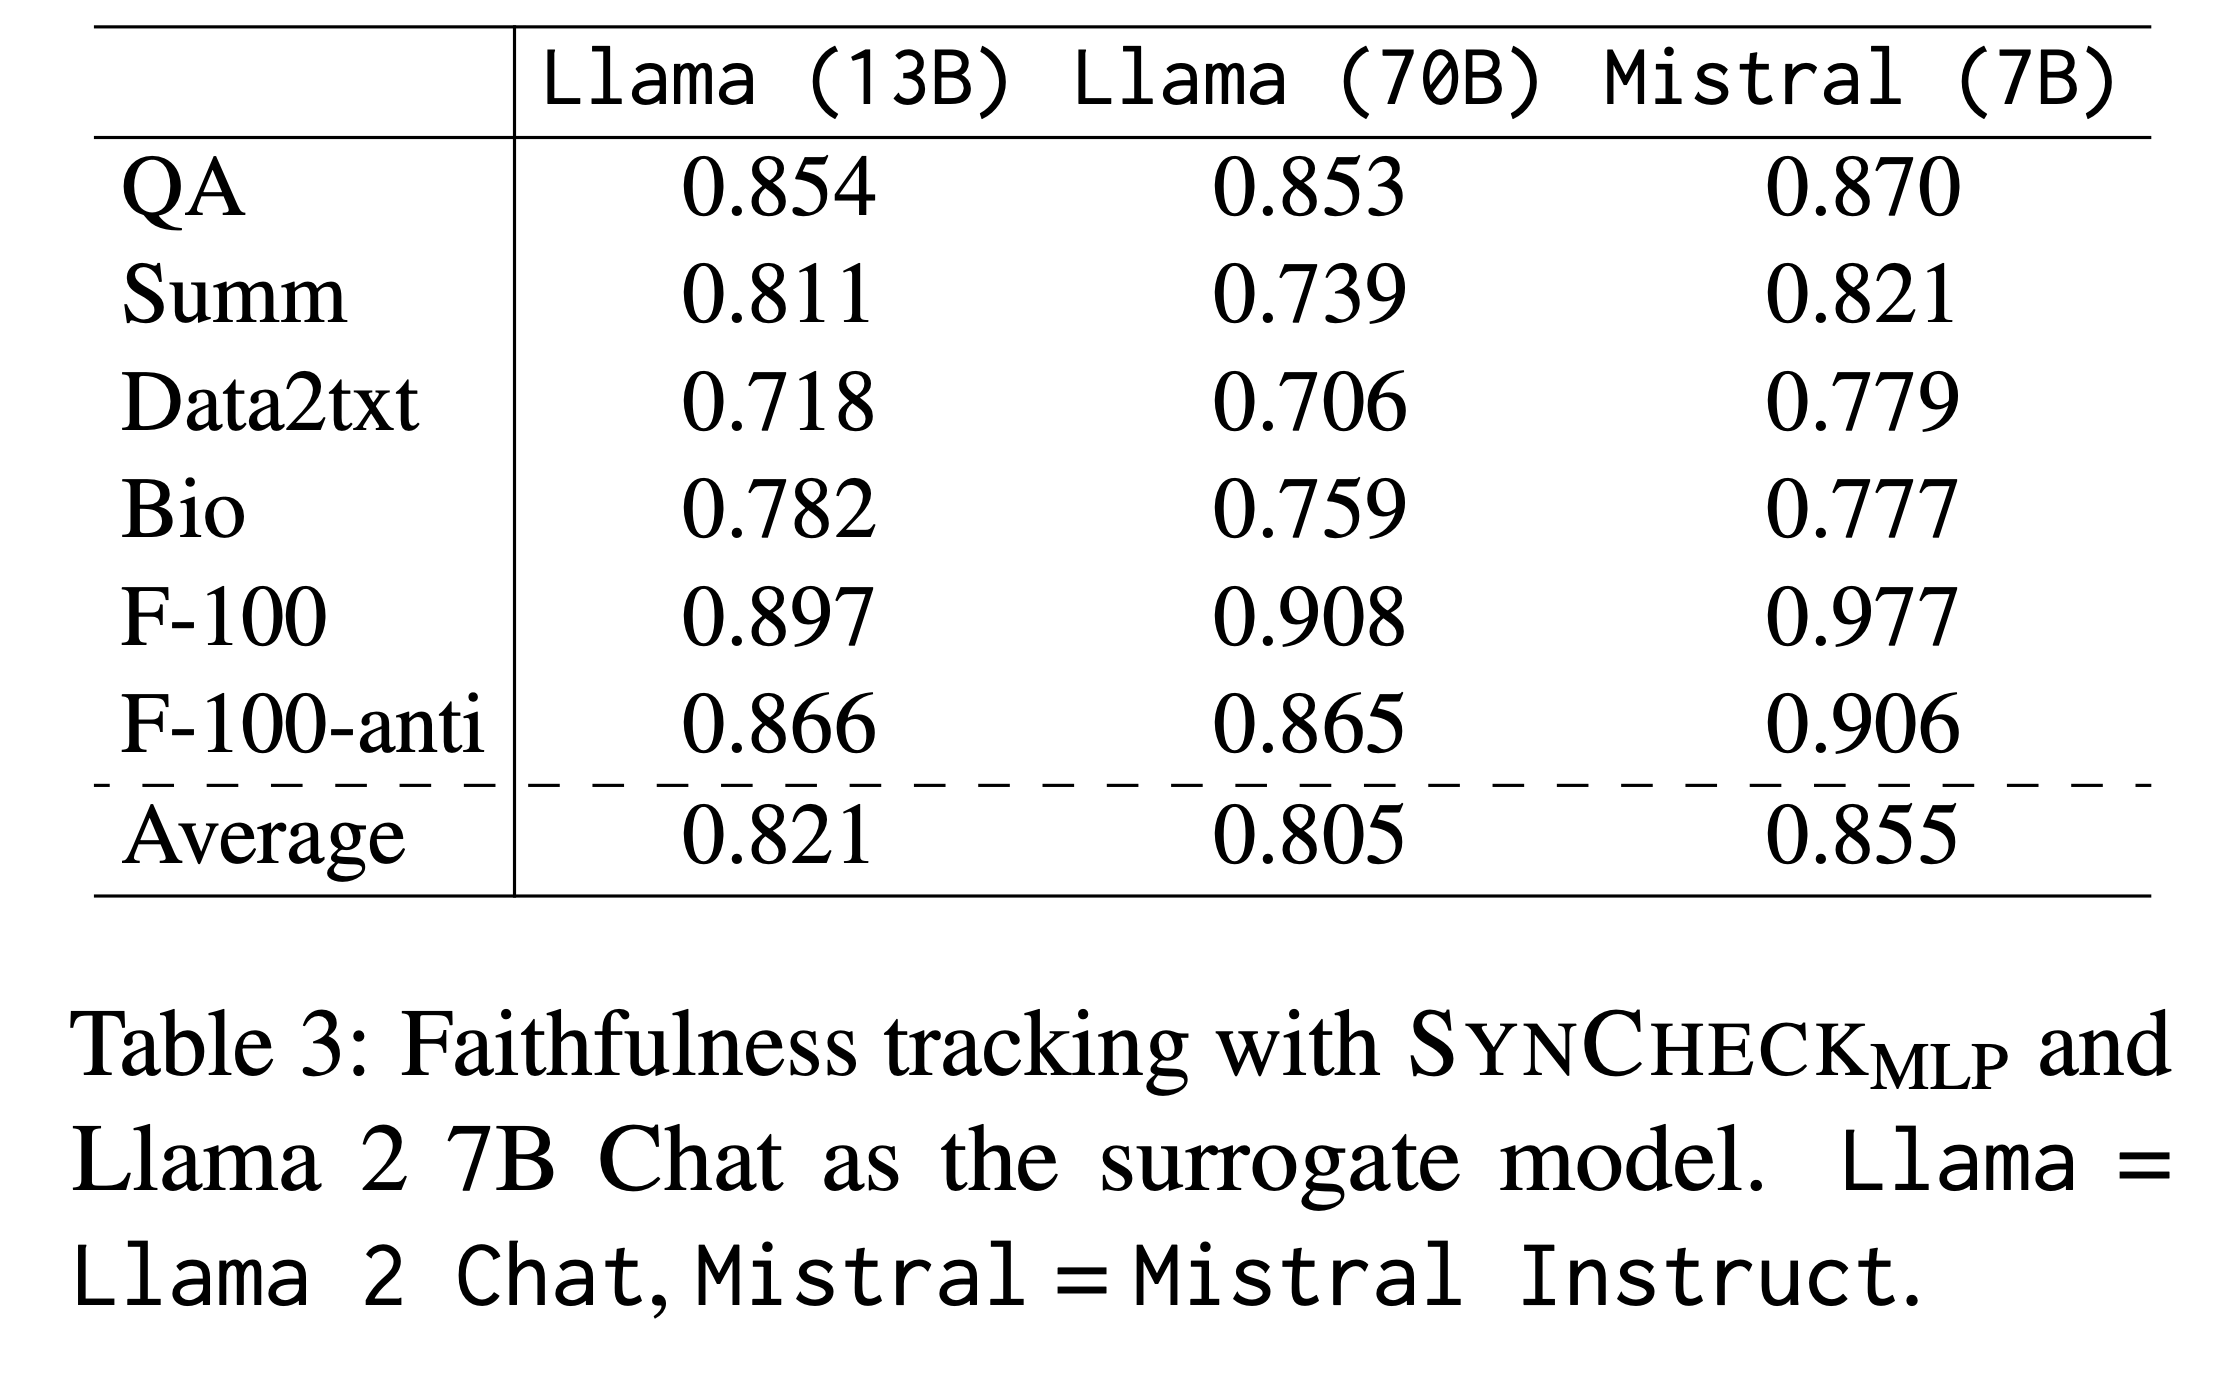 Llama (13B) Llama (70B) Mistral (7B)
QA 0.854 0.853 0.870
Summ 0.811 0.739 0.821
Data2txt 0.718 0.706 0.779
Bio 0.782 0.759 0.777
F-100 0.897 0.908 0.977
F-100-anti 0.866 0.865 0.906
Average 0.821 0.805 0.855
Table 3: Faithfulness tracking with SYNCHECKMLP and
Llama 2 7B Chat as the surrogate model. Llama =
Llama 2 Chat, Mistral = Mistral Instruct.